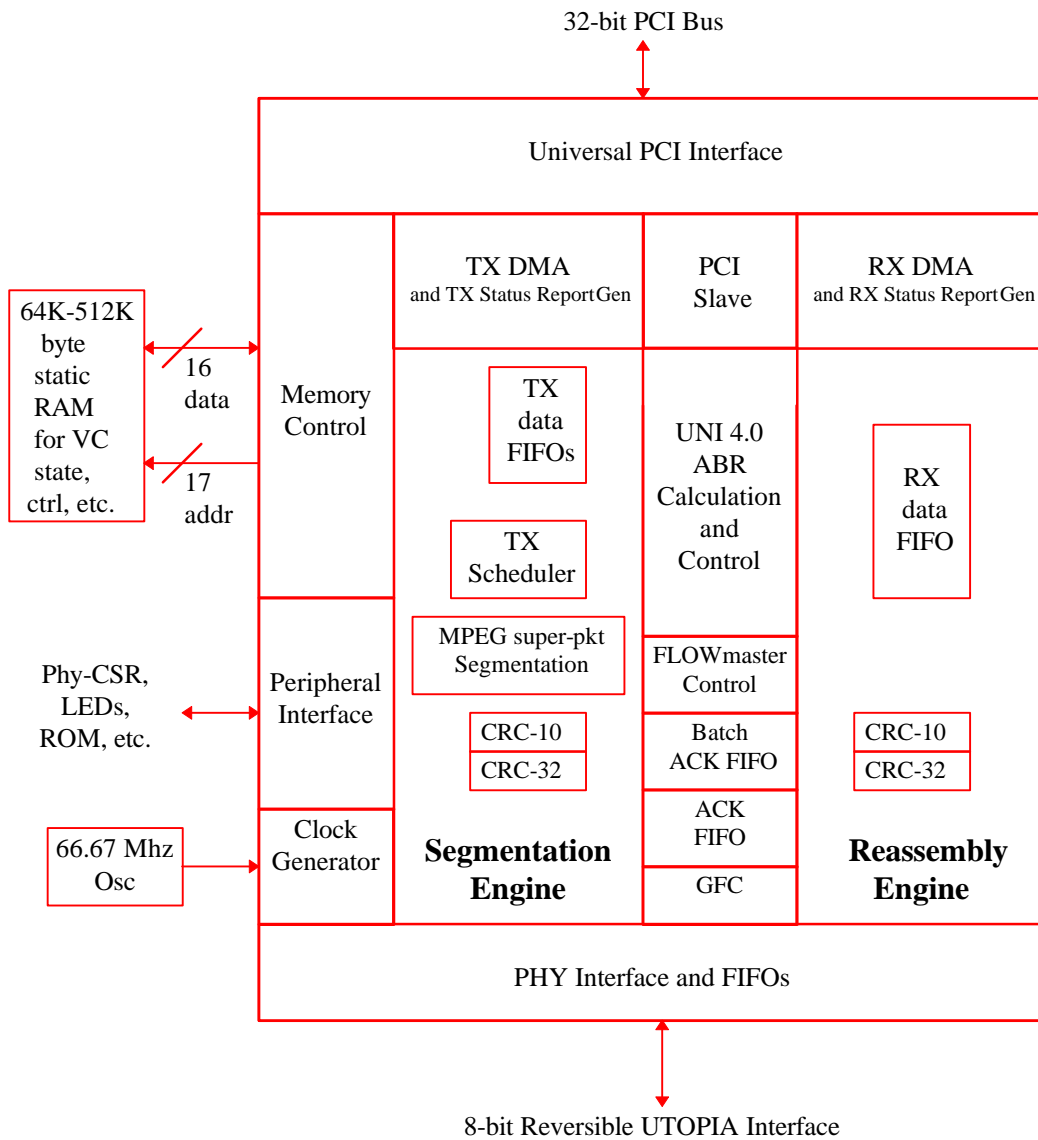 32-bit PCI Bus
Universal PCI Interface
TX DMA
and TX Status ReportGen
PCI
Slave
RX DMA
and RX Status ReportGen
64K-512K
byte
static
RAM
for VC
state,
ctrl, etc.
16
data
17
addr
Memory
Control
TX
data
FIFOs
TX
Scheduler
MPEG super-pkt
Segmentation
CRC-10
CRC-32
Segmentation
Engine
UNI 4.0
ABR
Calculation
and
Control
FLOWmaster
Control
Batch
ACK FIFO
ACK
FIFO
GFC
RX
data
FIFO
CRC-10
CRC-32
Reassembly
Engine
Phy-CSR,
LEDs,
ROM, etc.
Peripheral
Interface
66.67 Mhz
Osc
Clock
Generator
PHY Interface and FIFOs
8-bit Reversible UTOPIA Interface